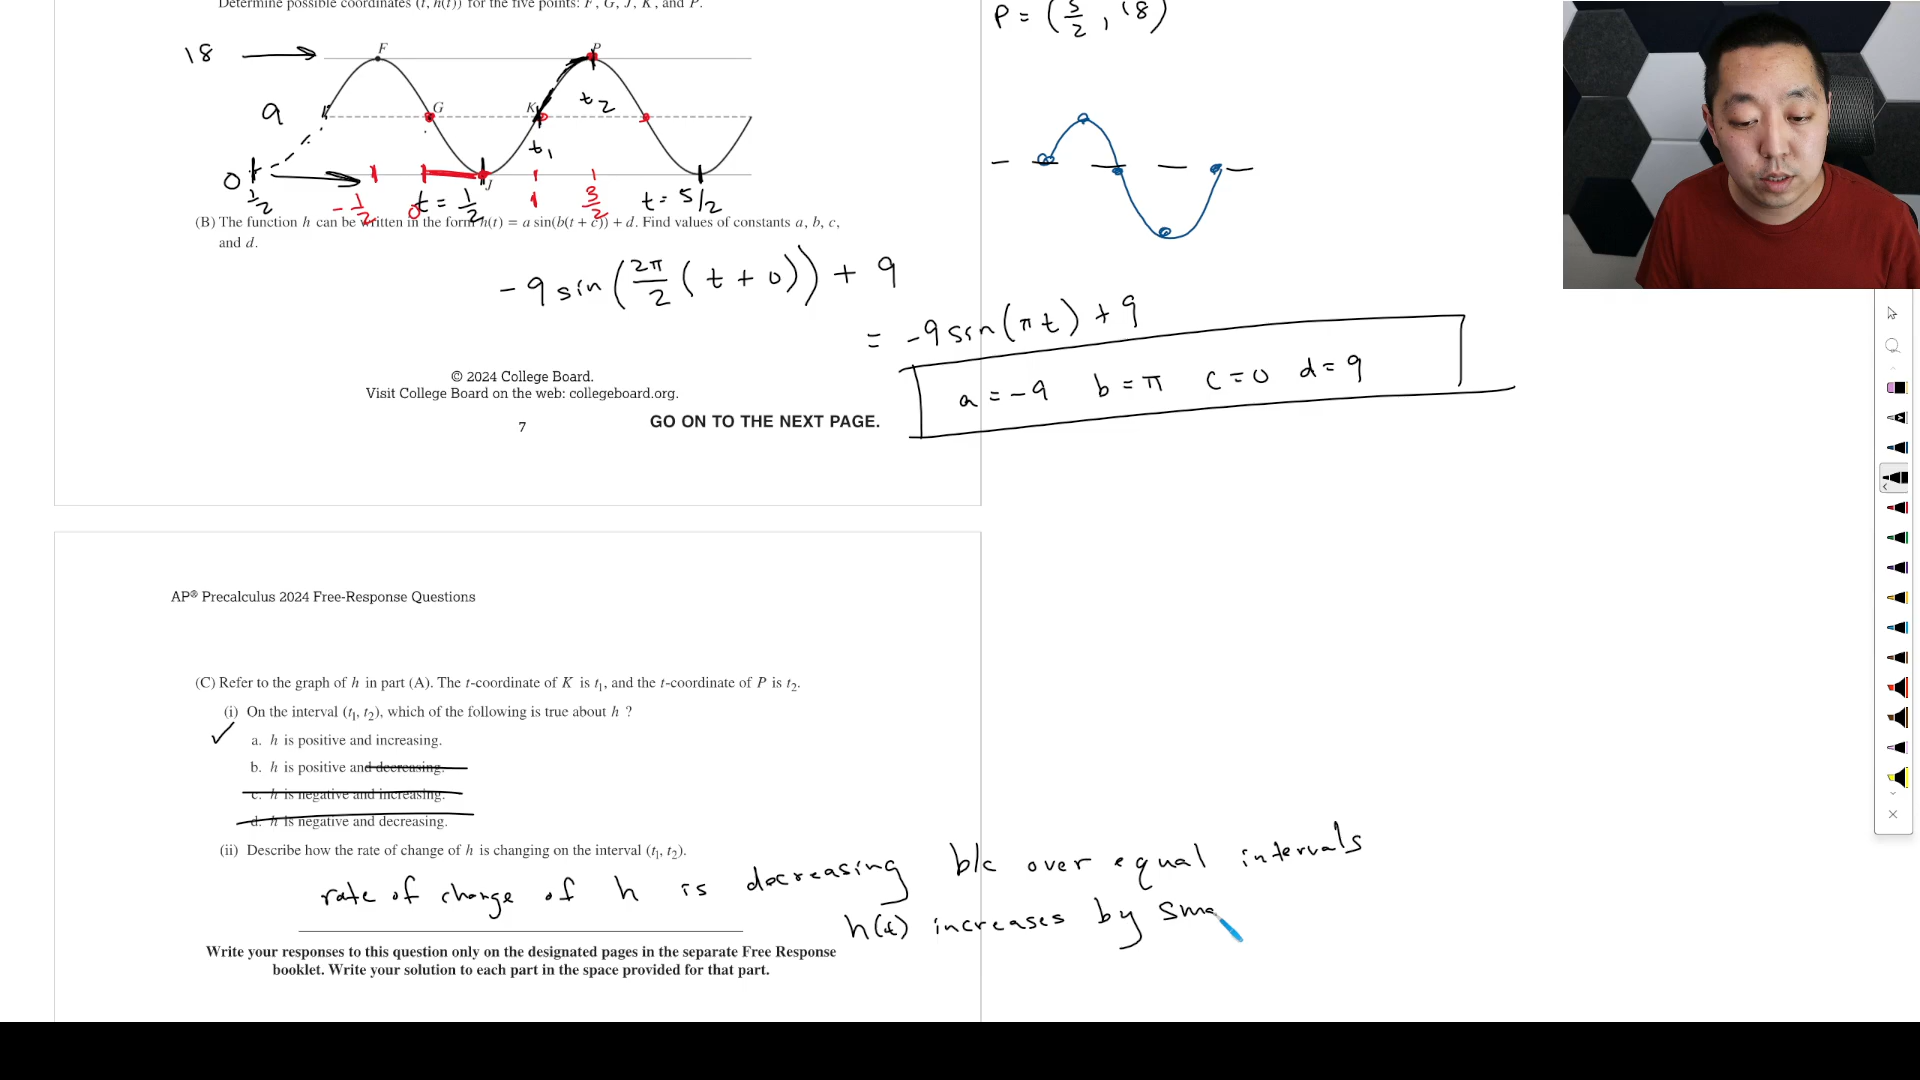 Determine possible coordinates (t, h(t)) for the five points: F, G, J, K, and P.
P = (5/2, 18)
18
F
P
9
G
K
t2
t1
0
J
1/2
-1/2
0
t = 1/2
1
3/2
t = 5/2
(B) The function h can be written in the form h(t) = a sin(b(t + c)) + d. Find values of constants a, b, c,
and d.
-9 sin(2π/2 (t + 0)) + 9
= -9 sin(πt) + 9
a = -9 b = π c = 0 d = 9
© 2024 College Board.
Visit College Board on the web: collegeboard.org.
7
GO ON TO THE NEXT PAGE.
AP® Precalculus 2024 Free-Response Questions
(C) Refer to the graph of h in part (A). The t-coordinate of K is t1, and the t-coordinate of P is t2.
(i) On the interval (t1, t2), which of the following is true about h ?
a. h is positive and increasing.
b. h is positive and decreasing.
c. h is negative and increasing.
d. h is negative and decreasing.
(ii) Describe how the rate of change of h is changing on the interval (t1, t2).
rate of change of h is decreasing b/c over equal intervals
h(t) increases by sma
Write your responses to this question only on the designated pages in the separate Free Response
booklet. Write your solution to each part in the space provided for that part.